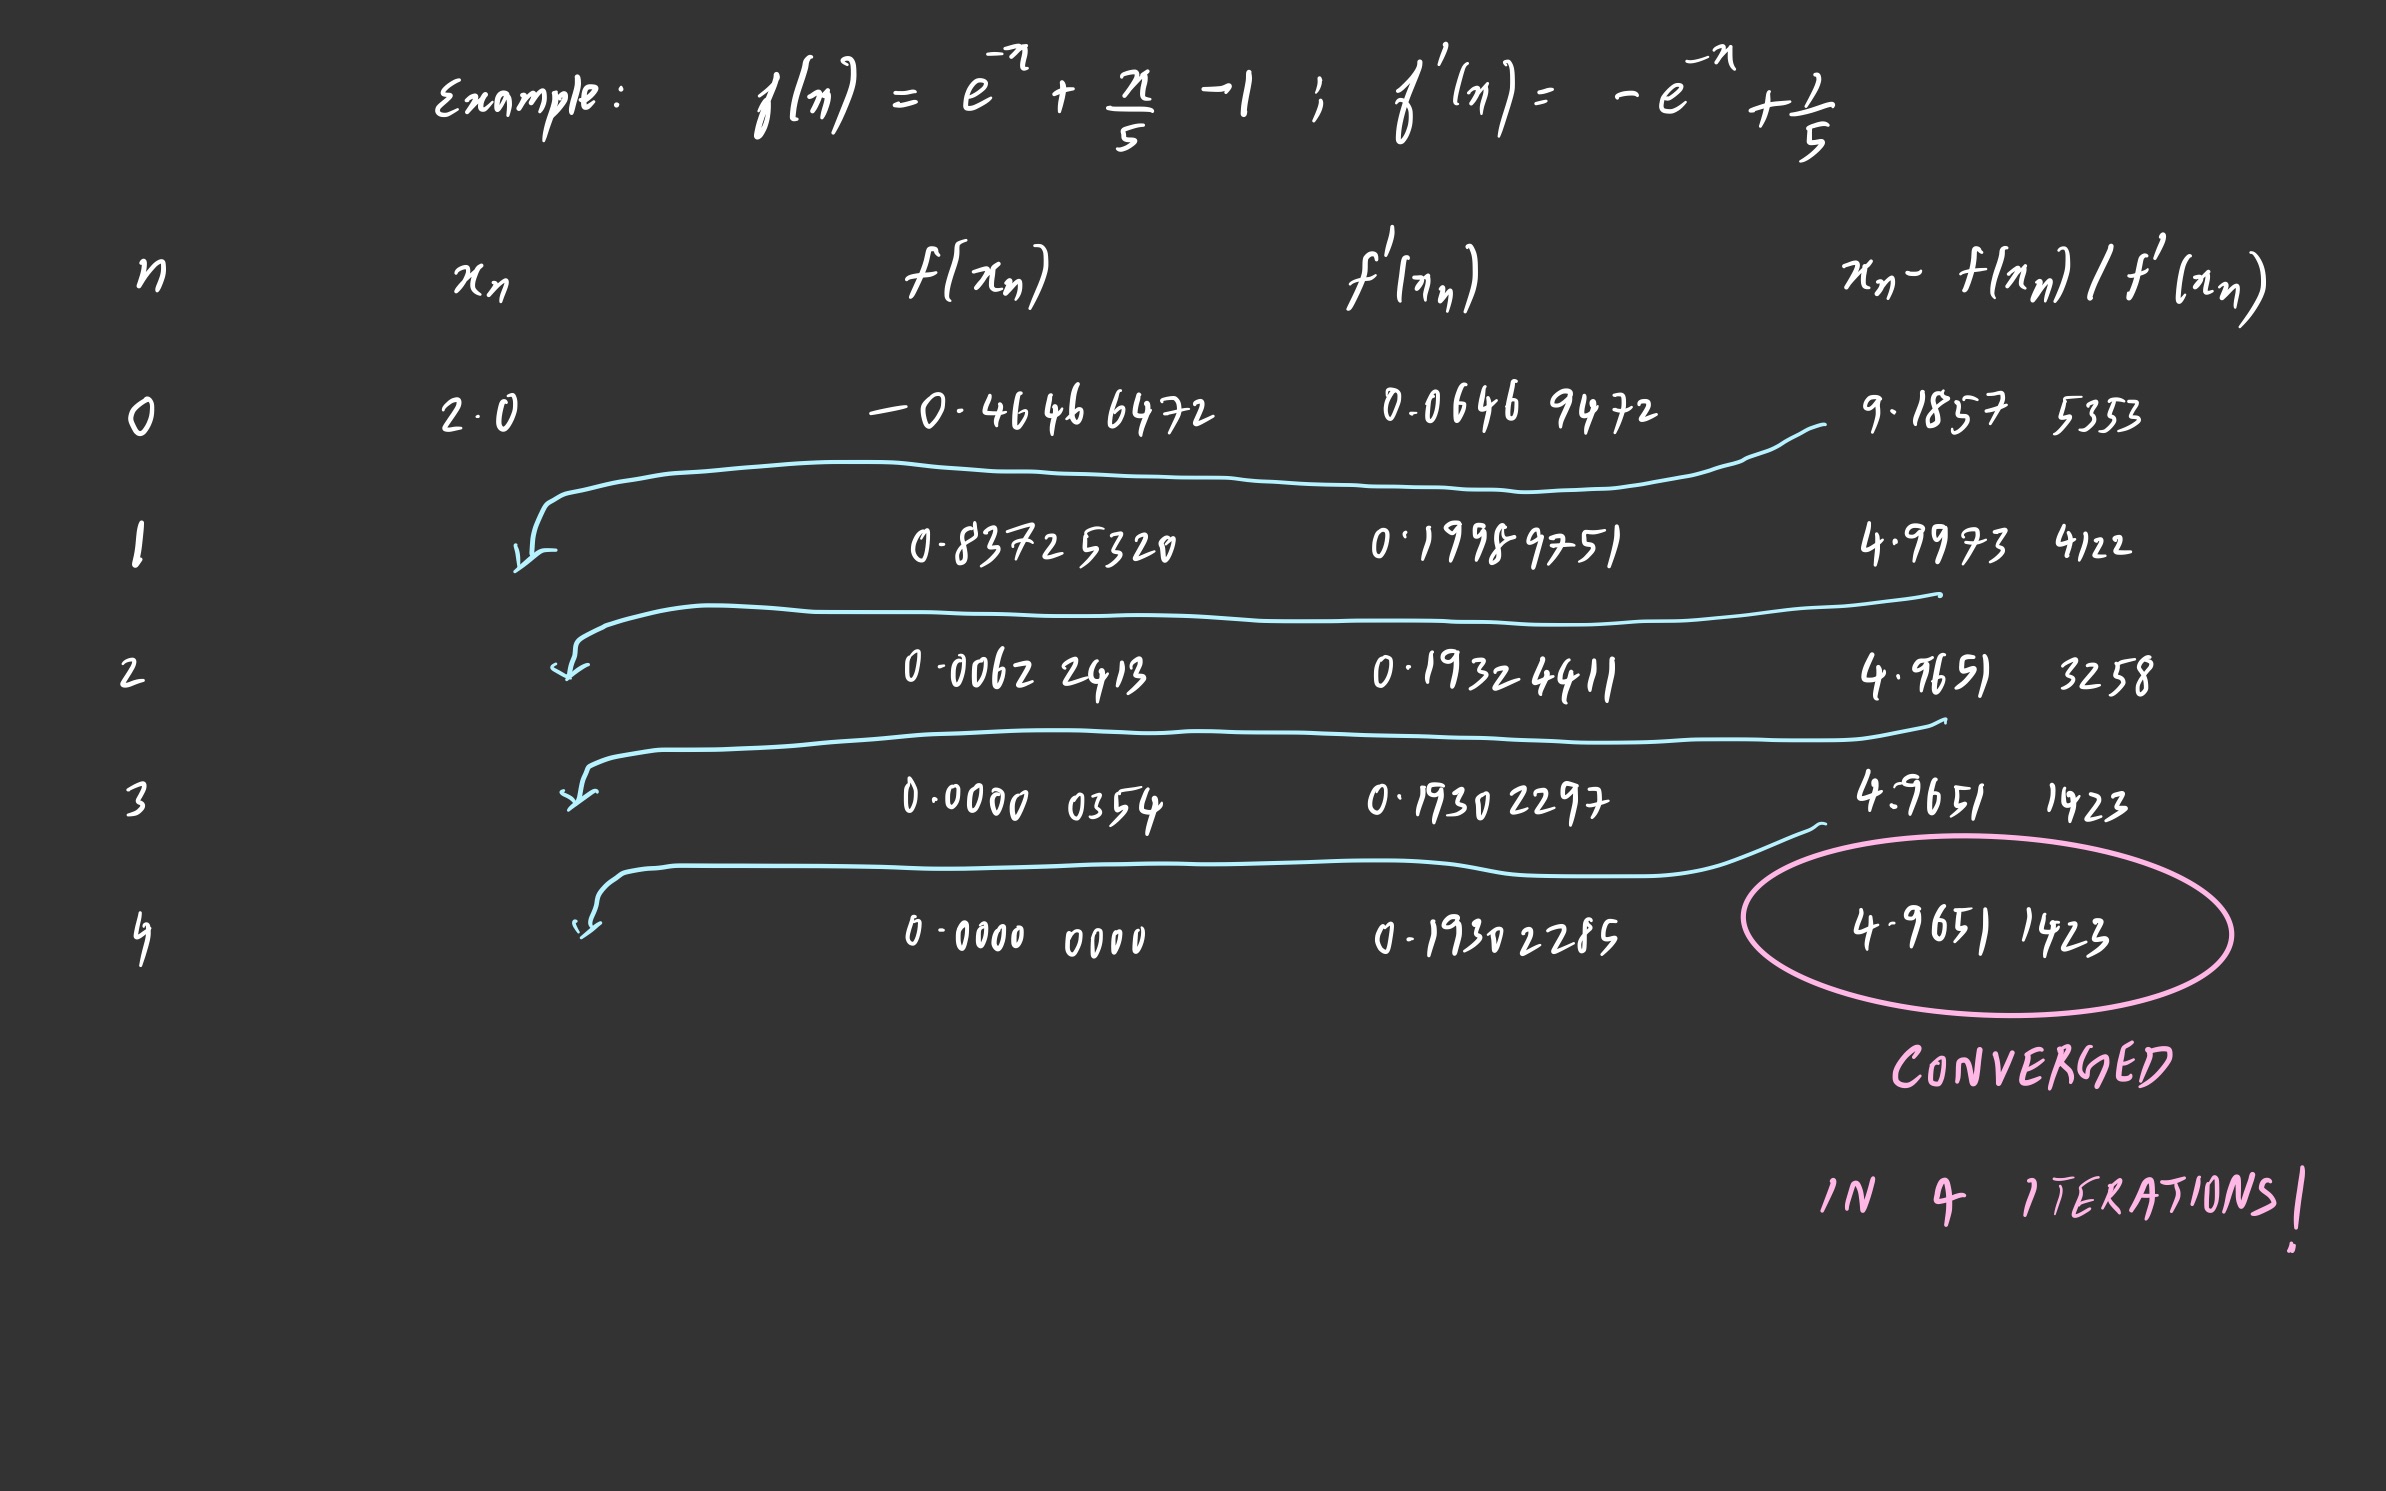 Example: f(x) = e^{-x} + x/5 - 1 ; f'(x) = - e^{-x} + 1/5
n x_n f(x_n) f'(x_n) x_n - f(x_n) / f'(x_n)
0 2.0 -0.4646 6472 0.0646 9472 9.1857 5353
1 0.8372 5320 0.1998 9751 4.9973 4122
2 0.0062 2413 0.1932 4411 4.9651 3258
3 0.0000 0354 0.1930 2297 4.9651 1423
4 0.0000 0000 0.1930 2285 4.9651 1423
CONVERGED
IN 4 ITERATIONS!